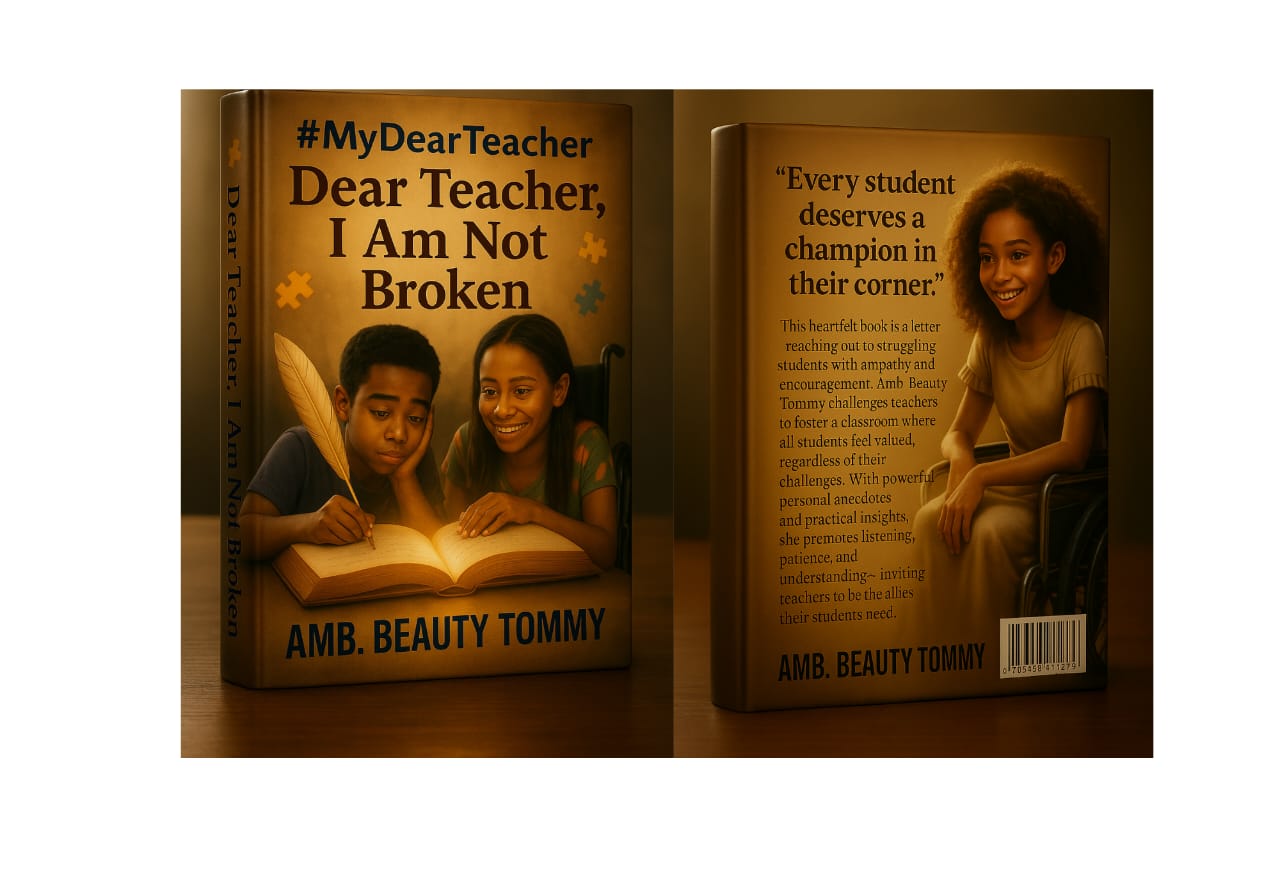 Dear Teacher, I Am Not Broken
#MyDearTeacher
Dear Teacher,
I Am Not
Broken
AMB. BEAUTY TOMMY
“Every student
deserves a
champion in
their corner.”
This heartfelt book is a letter
reaching out to struggling
students with ampathy and
encouragement. Amb Beauty
Tommy challenges teachers
to foster a classroom where
all students feel valued,
regardless of their
challenges. With powerful
personal anecdotes
and practical insights,
she premotes listening,
patience, and
understanding~ inviting
teachers to be the allies
their students need.
AMB. BEAUTY TOMMY
0 705458 411279